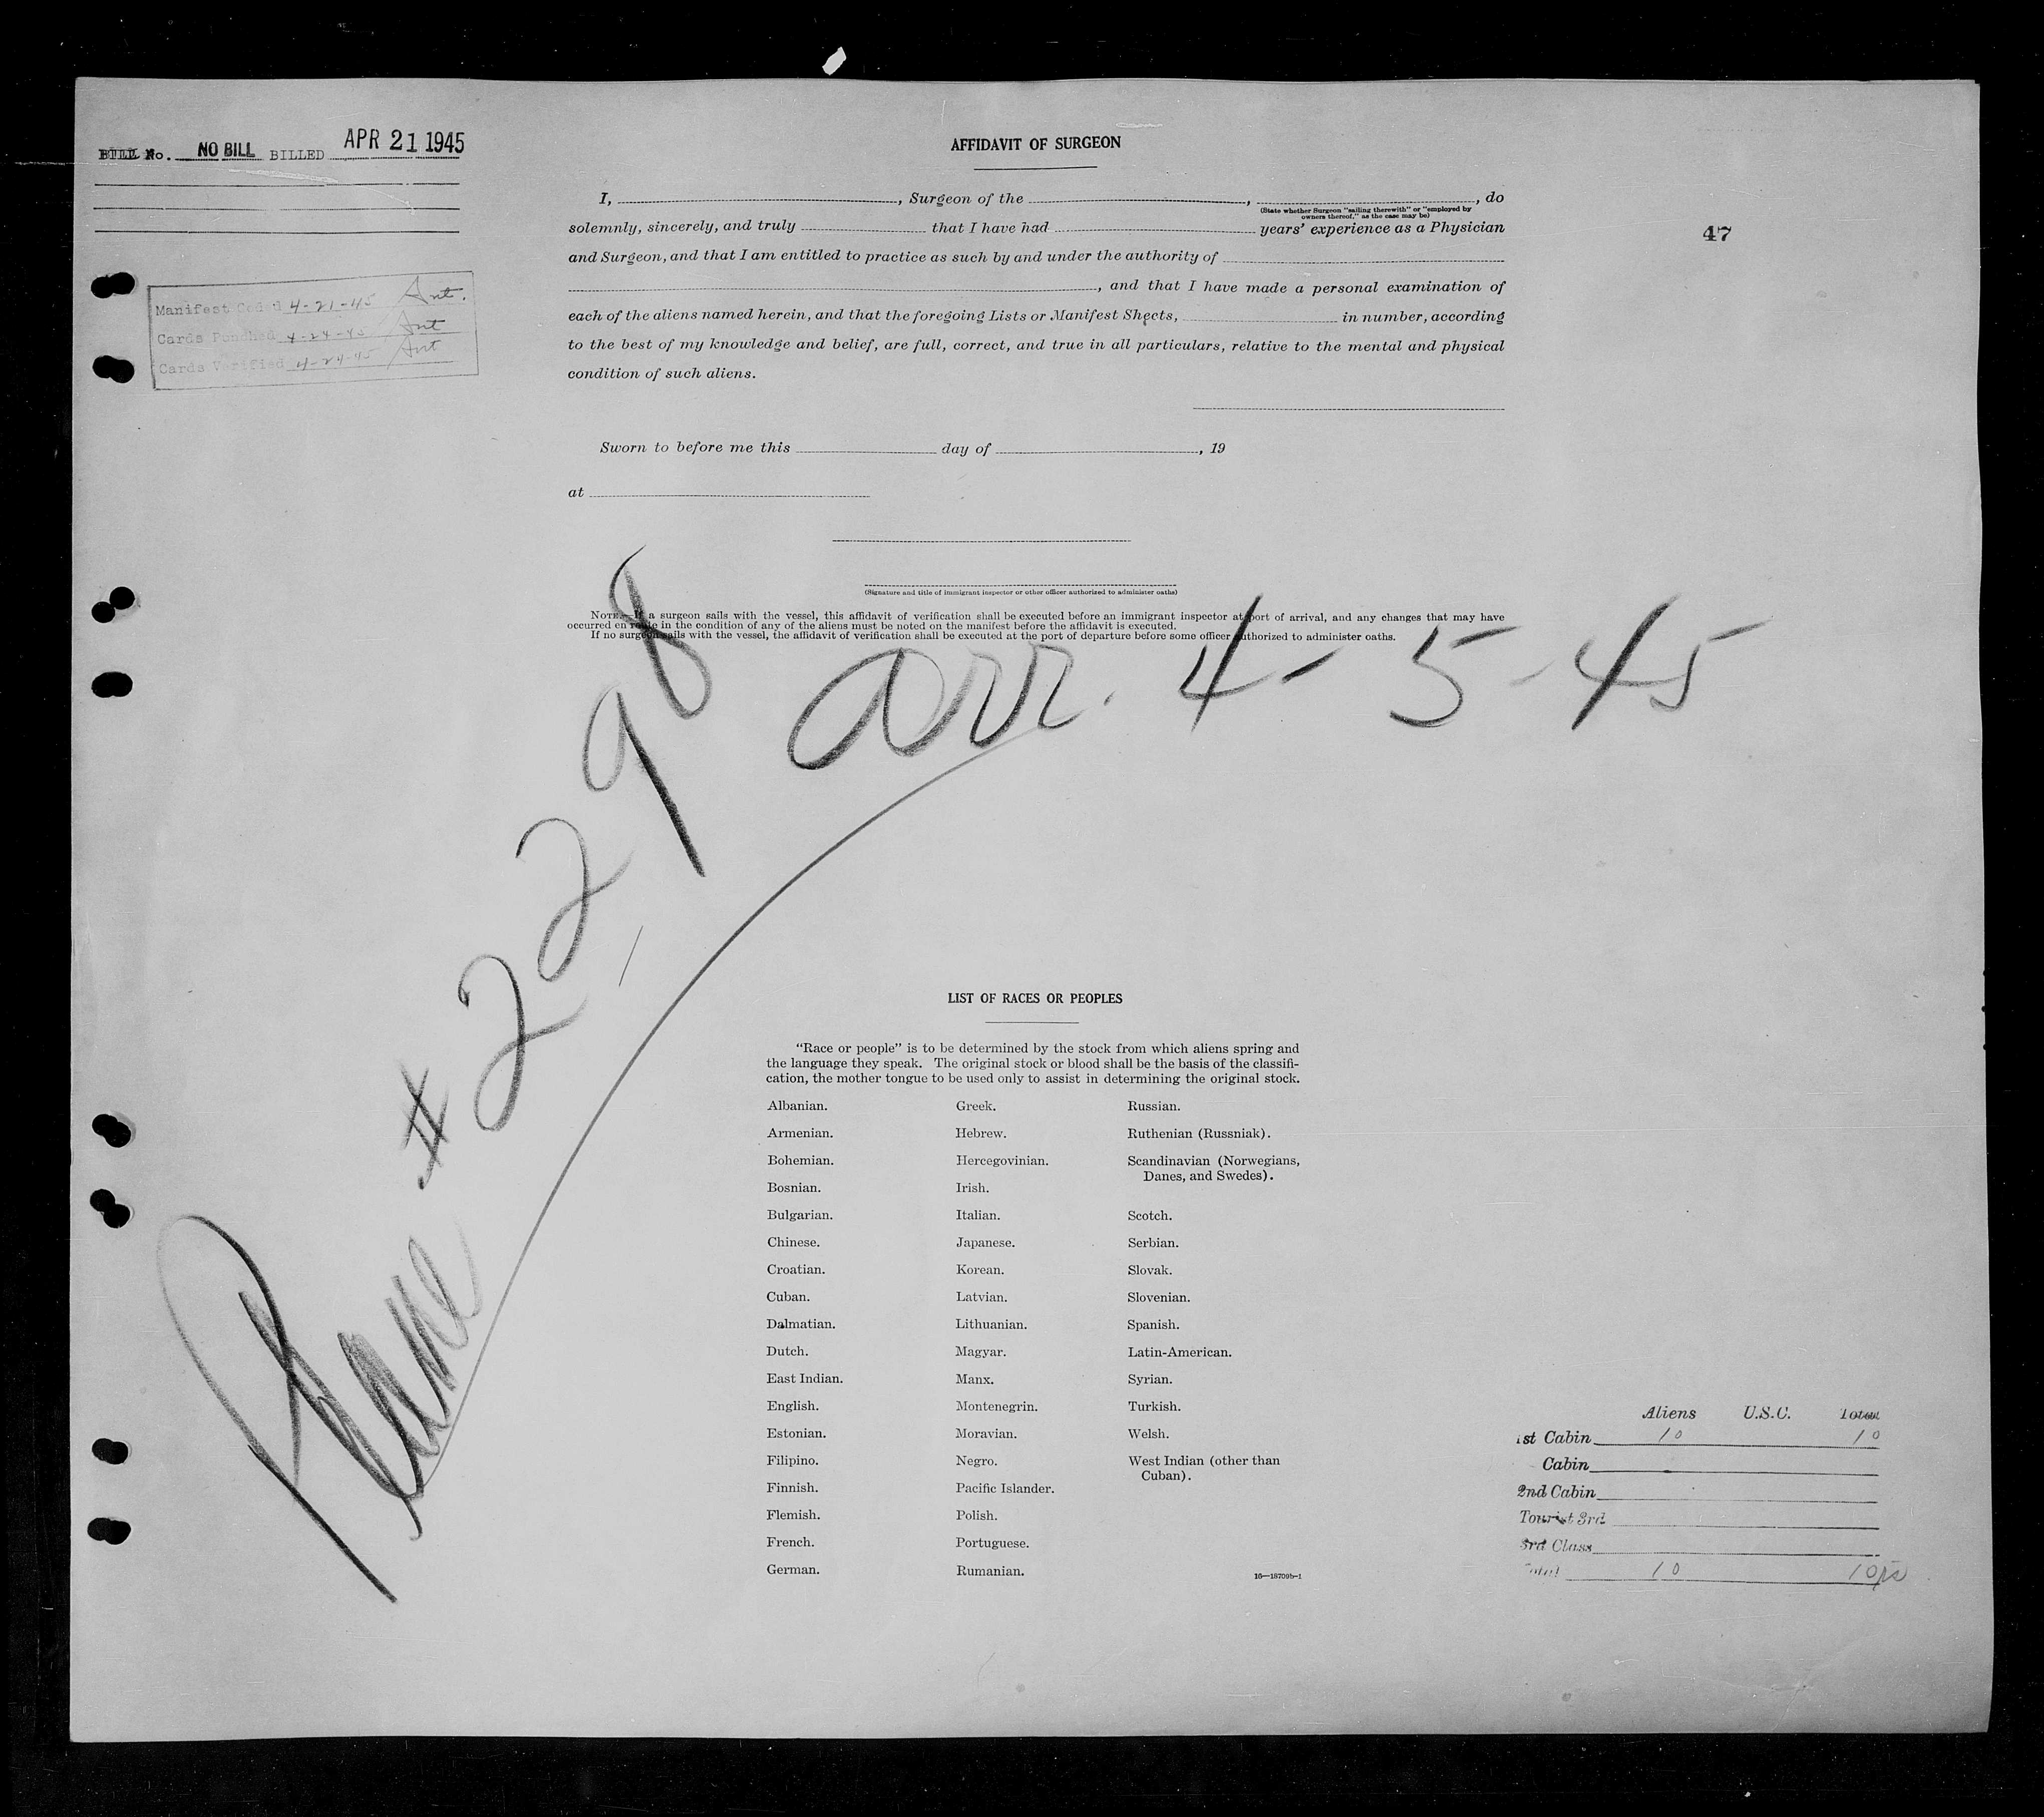 BILL No. NO BILL BILLED APR 21 1945
Manifest Coded 4-21-45 Ant.
Cards Punched 4-24-45 Ant
Cards Verified 4-24-45 Ant
47
AFFIDAVIT OF SURGEON
I, , Surgeon of the , , do
(State whether Surgeon "sailing therewith" or "employed by
owners thereof," as the case may be)
solemnly, sincerely, and truly that I have had years' experience as a Physician
and Surgeon, and that I am entitled to practice as such by and under the authority of
, and that I have made a personal examination of
each of the aliens named herein, and that the foregoing Lists or Manifest Sheets, in number, according
to the best of my knowledge and belief, are full, correct, and true in all particulars, relative to the mental and physical
condition of such aliens.
Sworn to before me this day of , 19
at
(Signature and title of immigrant inspector or other officer authorized to administer oaths)
NOTE.—If a surgeon sails with the vessel, this affidavit of verification shall be executed before an immigrant inspector at port of arrival, and any changes that may have
occurred en route in the condition of any of the aliens must be noted on the manifest before the affidavit is executed.
If no surgeon sails with the vessel, the affidavit of verification shall be executed at the port of departure before some officer authorized to administer oaths.
Plane # 2298
arr. 4-5-45
LIST OF RACES OR PEOPLES
"Race or people" is to be determined by the stock from which aliens spring and
the language they speak. The original stock or blood shall be the basis of the classifi-
cation, the mother tongue to be used only to assist in determining the original stock.
Albanian.
Armenian.
Bohemian.
Bosnian.
Bulgarian.
Chinese.
Croatian.
Cuban.
Dalmatian.
Dutch.
East Indian.
English.
Estonian.
Filipino.
Finnish.
Flemish.
French.
German.
Greek.
Hebrew.
Hercegovinian.
Irish.
Italian.
Japanese.
Korean.
Latvian.
Lithuanian.
Magyar.
Manx.
Montenegrin.
Moravian.
Negro.
Pacific Islander.
Polish.
Portuguese.
Rumanian.
Russian.
Ruthenian (Russniak).
Scandinavian (Norwegians,
Danes, and Swedes).
Scotch.
Serbian.
Slovak.
Slovenian.
Spanish.
Latin-American.
Syrian.
Turkish.
Welsh.
West Indian (other than
Cuban).
16—18709b-1
Aliens U.S.C. Total
1st Cabin 10 10
Cabin
2nd Cabin
Tourist 3rd
3rd Class
Total 10 10